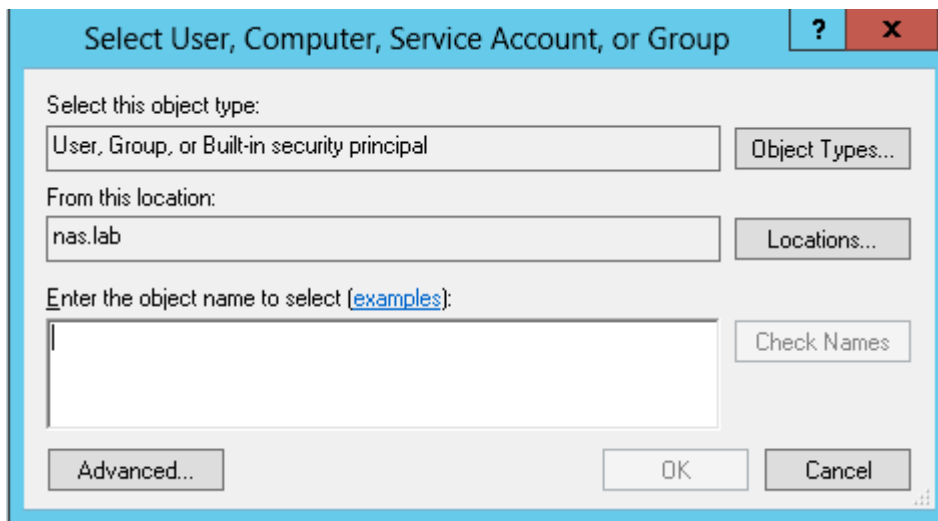 Select User, Computer, Service Account, or Group
?
x
Select this object type:
User, Group, or Built-in security principal
Object Types...
From this location:
nas.lab
Locations...
Enter the object name to select (examples):
Check Names
Advanced...
OK
Cancel